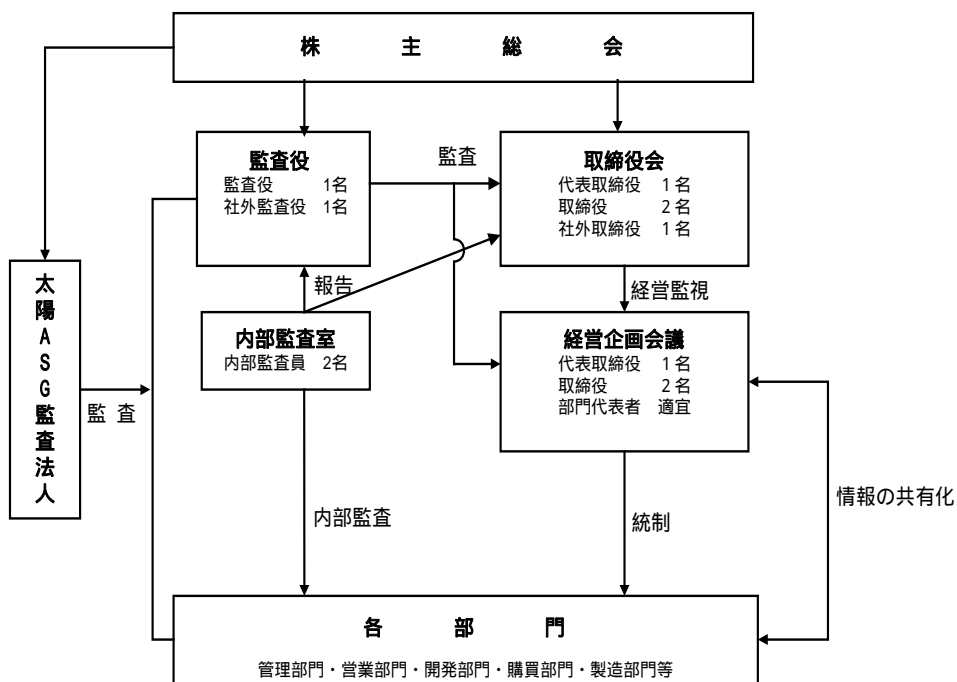 株主総会
監査役
監査役 1名
社外監査役 1名
監査
取締役会
代表取締役 1名
取締役 2名
社外取締役 1名
太陽ASG監査法人
報告
経営監視
内部監査室
内部監査員 2名
経営企画会議
代表取締役 1名
取締役 2名
部門代表者 適宜
監査
情報の共有化
内部監査
統制
各部門
管理部門・営業部門・開発部門・購買部門・製造部門等